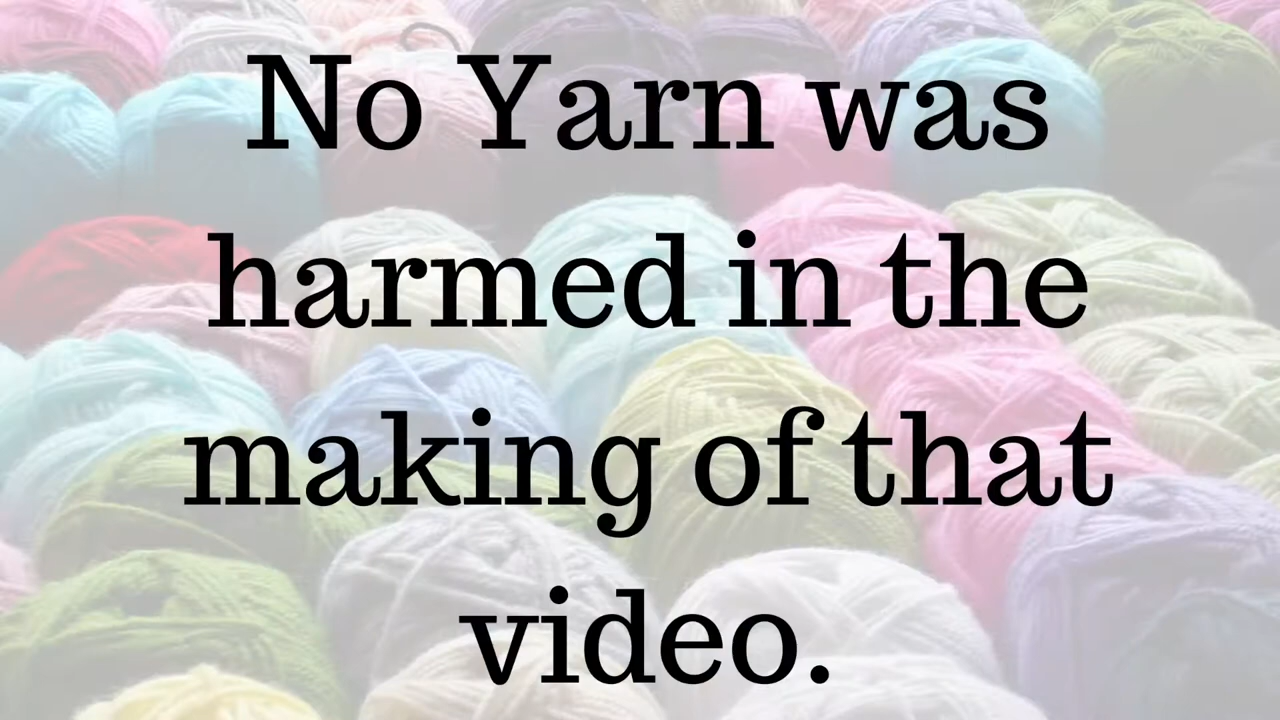 No Yarn was
harmed in the
making of that
video.